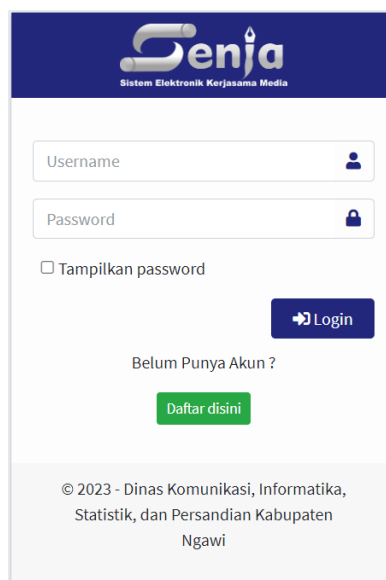 Senja
Sistem Elektronik Kerjasama Media
Username
Password
Tampilkan password
Login
Belum Punya Akun ?
Daftar disini
© 2023 - Dinas Komunikasi, Informatika,
Statistik, dan Persandian Kabupaten
Ngawi